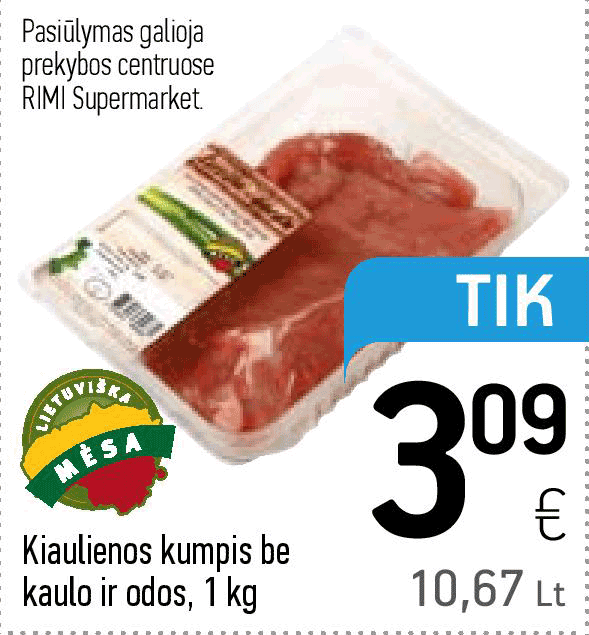 Pasiūlymas galioja
prekybos centruose
RIMI Supermarket.
TIK
LIETUVIŠKA
MĖSA
3 09
€
Kiaulienos kumpis be
kaulo ir odos, 1 kg
10,67 Lt